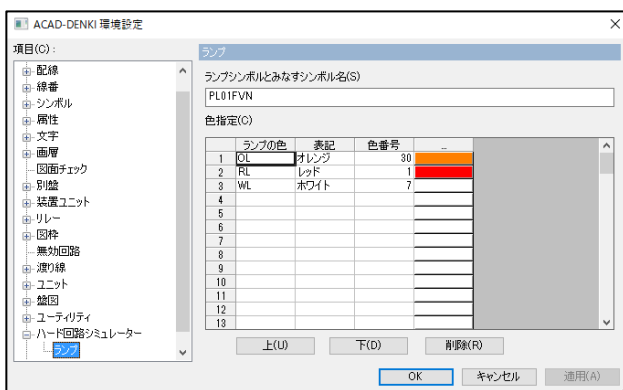 ACAD-DENKI 環境設定
項目(C):
配線
線番
シンボル
属性
文字
画層
図面チェック
別盤
装置ユニット
リレー
図枠
無効回路
渡り線
ユニット
盤図
ユーティリティ
ハード回路シミュレーター
ランプ
ランプ
ランプシンボルとみなすシンボル名(S)
PL01FVN
色指定(C)
ランプの色 表記 色番号 ...
1 OL オレンジ 30
2 RL レッド 1
3 WL ホワイト 7
4
5
6
7
8
9
10
11
12
13
上(U) 下(D) 削除(R)
OK キャンセル 適用(A)